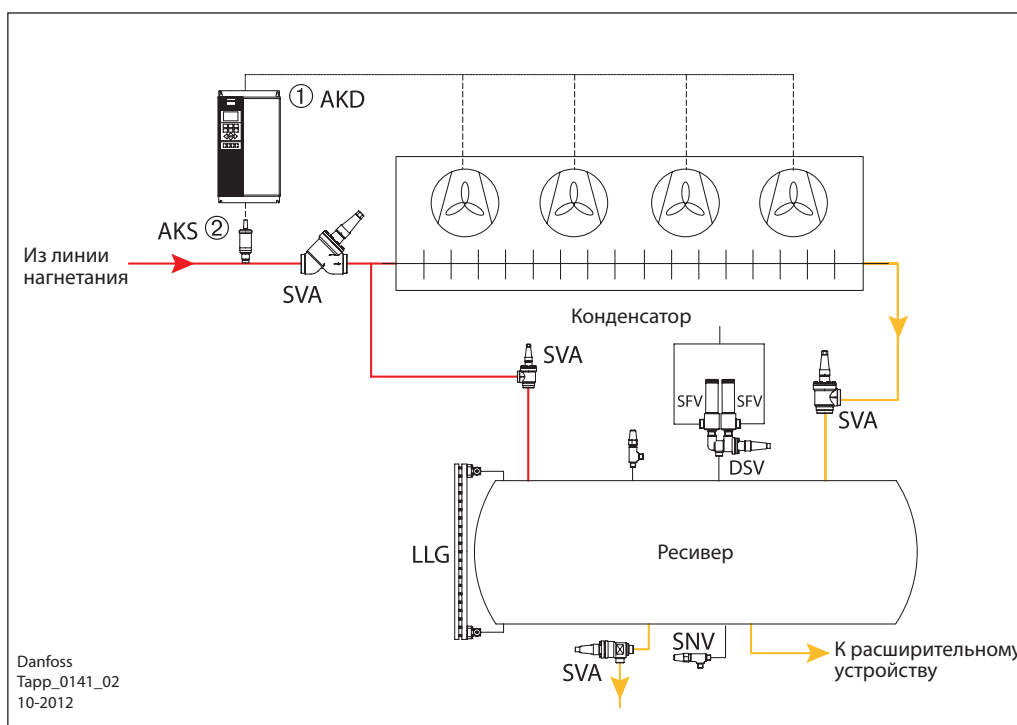 ① AKD
AKS ②
Из линии
нагнетания
SVA
Конденсатор
SVA
SFV SFV
SVA
DSV
LLG
Ресивер
SNV
SVA
К расширительному
устройству
Danfoss
Tapp_0141_02
10-2012